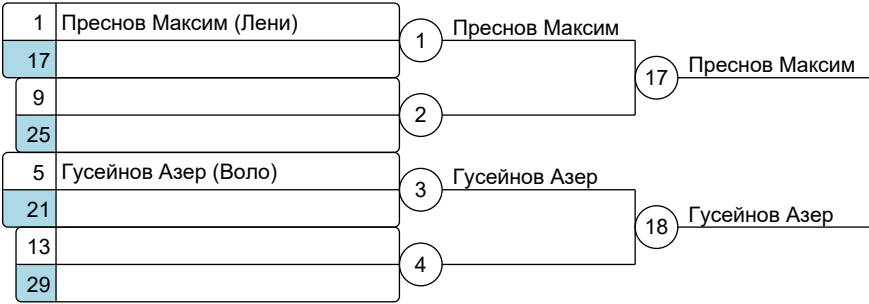 1 Преснов Максим (Лени)
17
1 Преснов Максим
17 Преснов Максим
9
25
2
5 Гусейнов Азер (Воло)
21
3 Гусейнов Азер
18 Гусейнов Азер
13
29
4